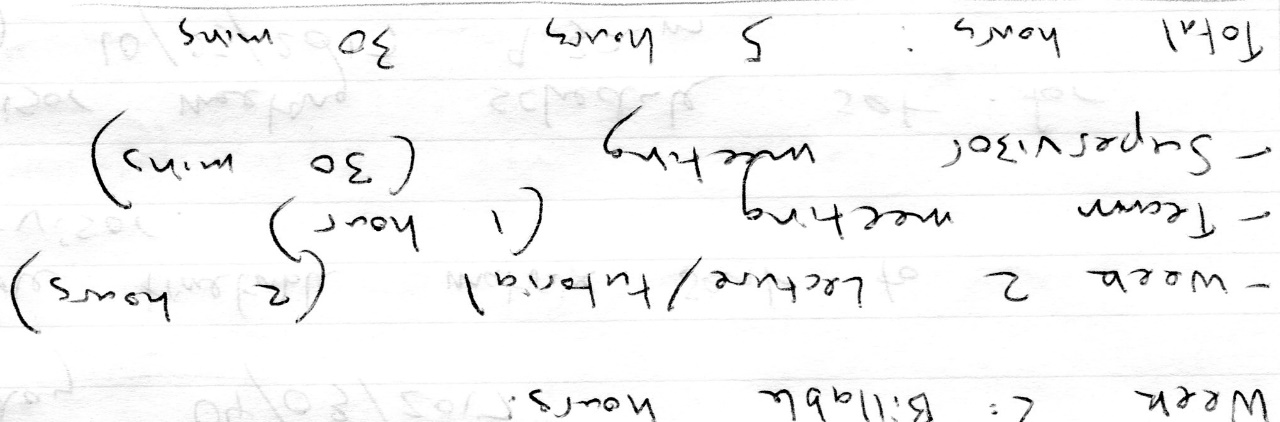 Week 2: Billable hours:
- Week 2 Lecture/tutorial (2 hours)
- Team meeting (1 hour)
- Supervisor meeting (30 mins)
Total hours : 5 hours 30 mins